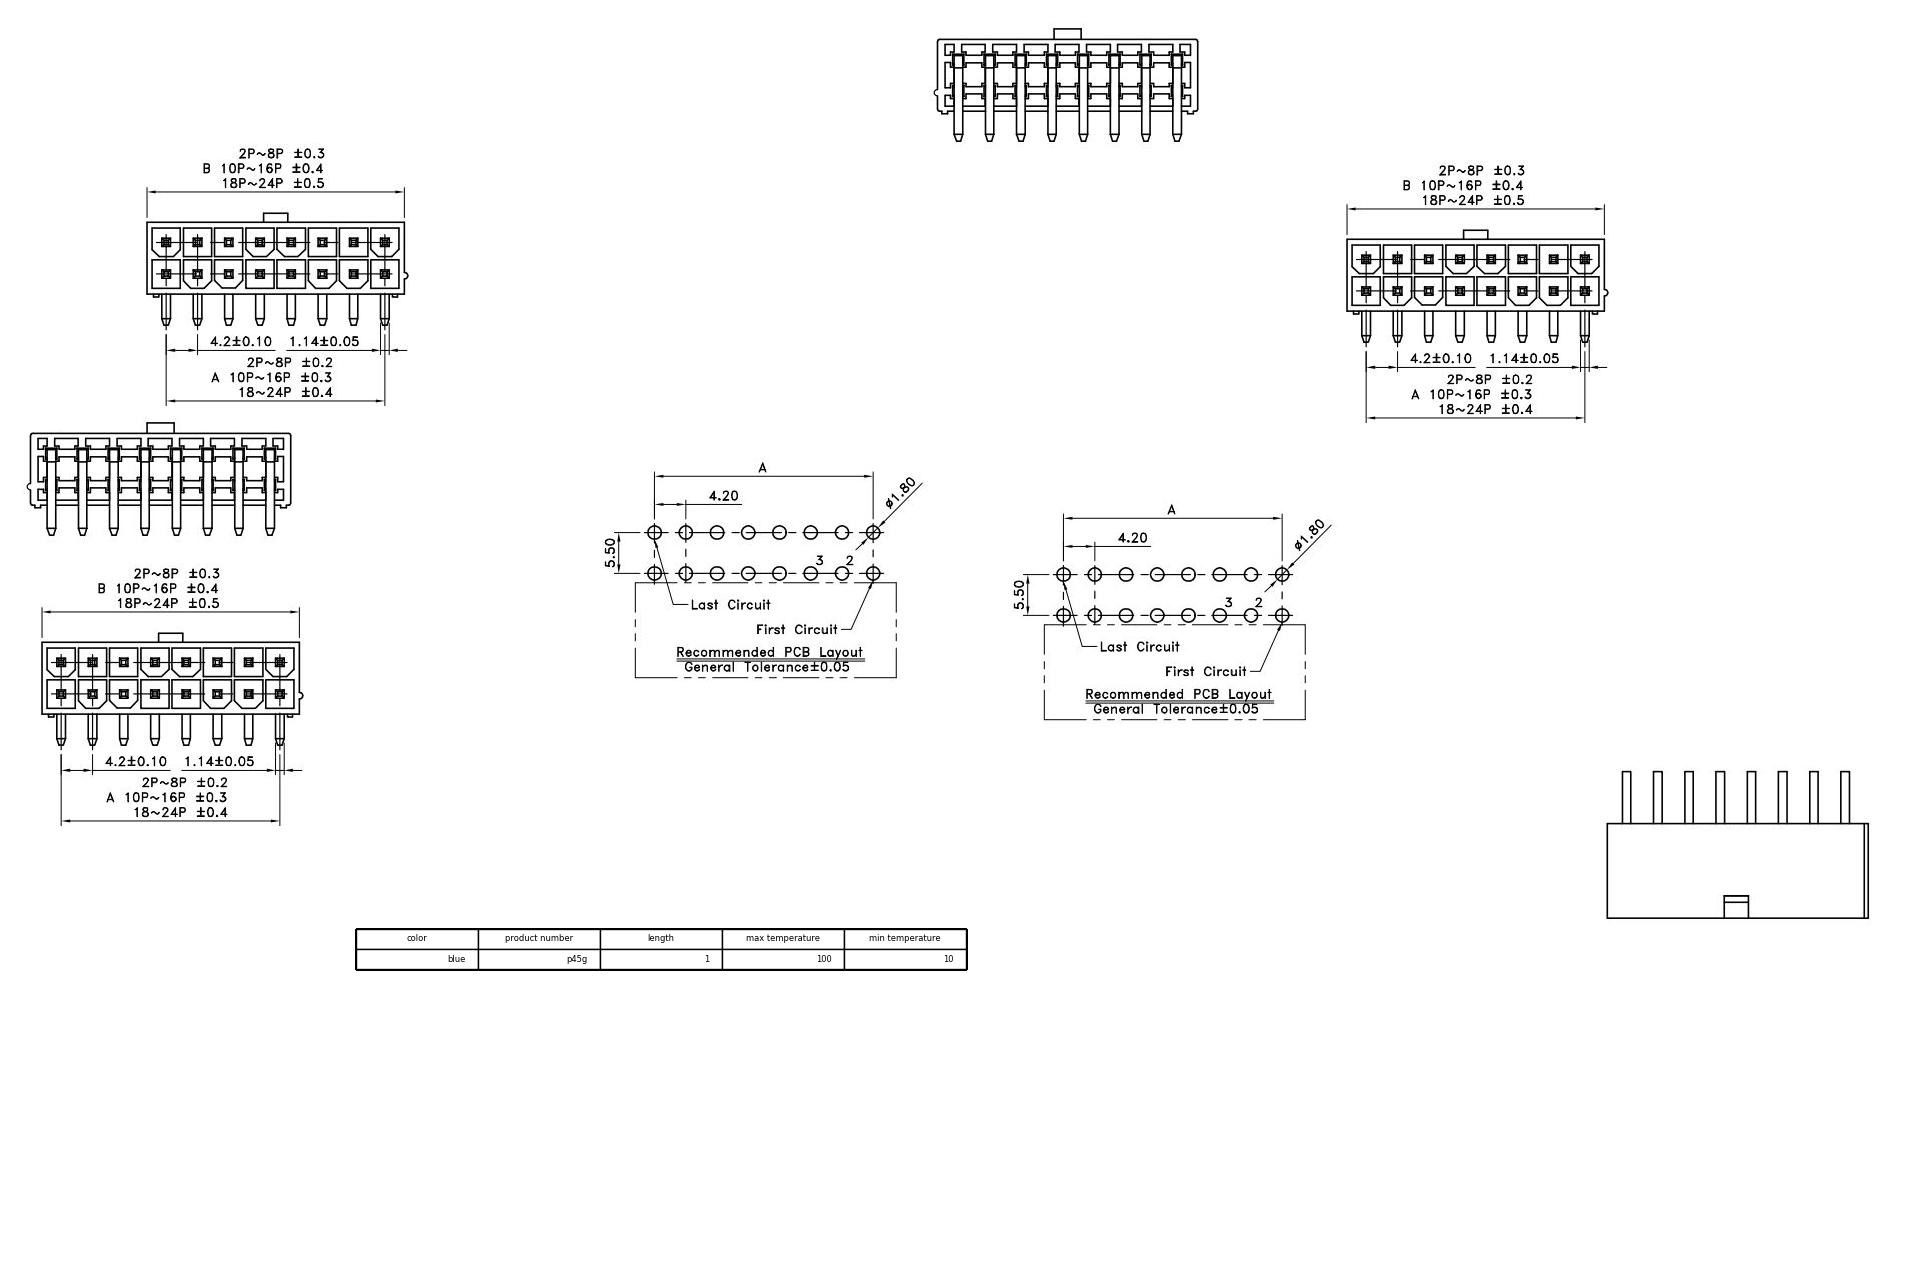 2P~8P ±0.3
B 10P~16P ±0.4
18P~24P ±0.5
4.2±0.10 1.14±0.05
2P~8P ±0.2
A 10P~16P ±0.3
18~24P ±0.4
2P~8P ±0.3
B 10P~16P ±0.4
18P~24P ±0.5
4.2±0.10 1.14±0.05
2P~8P ±0.2
A 10P~16P ±0.3
18~24P ±0.4
A
4.20
ø1.80
5.50
3 2
Last Circuit
First Circuit
Recommended PCB Layout
General Tolerance±0.05
A
4.20
ø1.80
5.50
3 2
Last Circuit
First Circuit
Recommended PCB Layout
General Tolerance±0.05
2P~8P ±0.3
B 10P~16P ±0.4
18P~24P ±0.5
4.2±0.10 1.14±0.05
2P~8P ±0.2
A 10P~16P ±0.3
18~24P ±0.4
color product number length max temperature min temperature
blue p45g 1 100 10